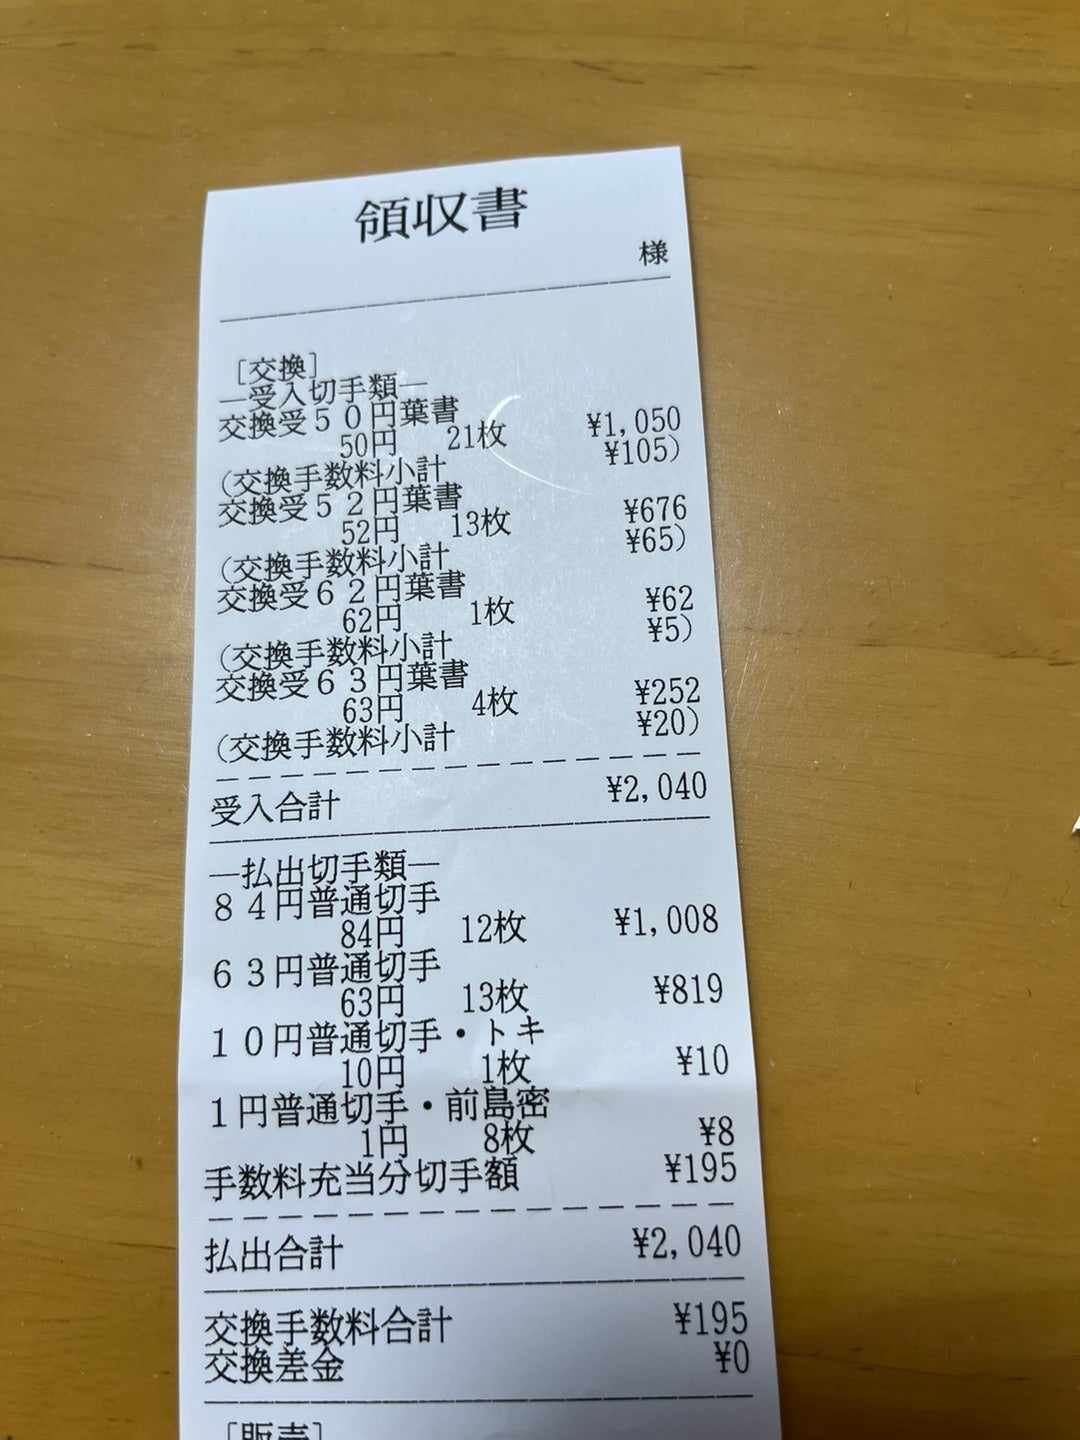 領収書
様
[交換]
―受入切手類―
交換受50円葉書
50円 21枚 ¥1,050
(交換手数料小計 ¥105)
交換受52円葉書
52円 13枚 ¥676
(交換手数料小計 ¥65)
交換受62円葉書
62円 1枚 ¥62
(交換手数料小計 ¥5)
交換受63円葉書
63円 4枚 ¥252
(交換手数料小計 ¥20)
受入合計 ¥2,040
―払出切手類―
84円普通切手
84円 12枚 ¥1,008
63円普通切手
63円 13枚 ¥819
10円普通切手・トキ
10円 1枚 ¥10
1円普通切手・前島密
1円 8枚 ¥8
手数料充当分切手額 ¥195
払出合計 ¥2,040
交換手数料合計 ¥195
交換差金 ¥0
[販売]